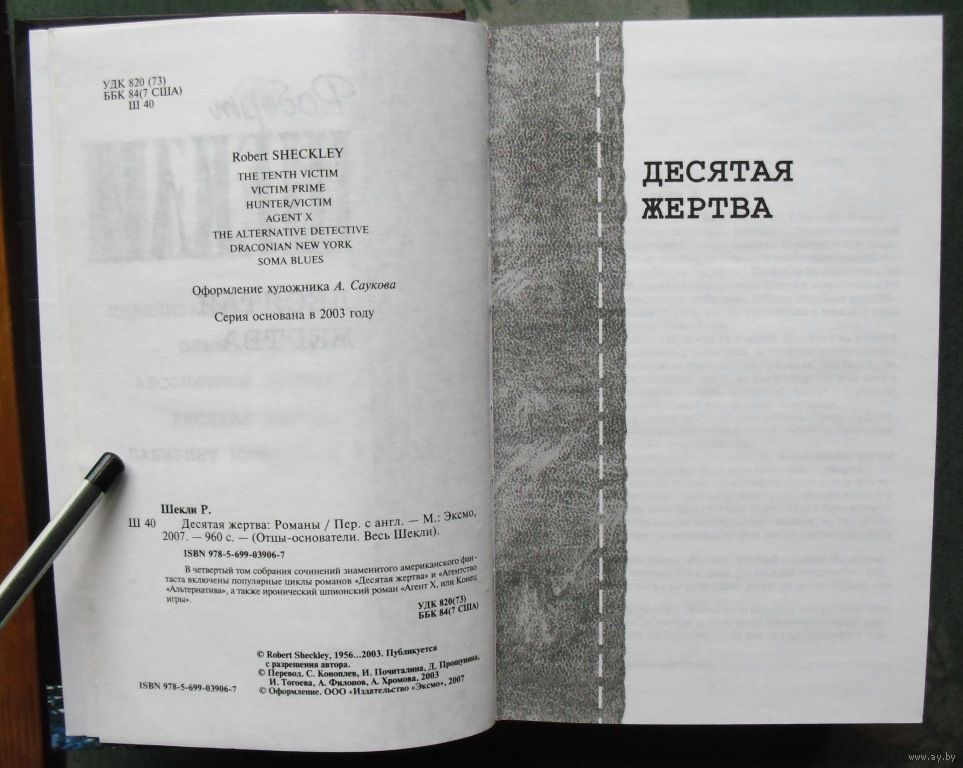 УДК 820 (73)
ББК 84(7 США)
Ш 40
Robert SHECKLEY
THE TENTH VICTIM
VICTIM PRIME
HUNTER/VICTIM
AGENT X
THE ALTERNATIVE DETECTIVE
DRACONIAN NEW YORK
SOMA BLUES
Оформление художника А. Саукова
Серия основана в 2003 году
Шекли Р.
Ш 40 Десятая жертва: Романы / Пер. с англ. — М.: Эксмо,
2007. — 960 с. — (Отцы-основатели. Весь Шекли).
ISBN 978-5-699-03906-7
В четвертый том собрания сочинений знаменитого американского фан-
таста включены популярные циклы романов «Десятая жертва» и «Агентство
«Альтернатива», а также иронический шпионский роман «Агент Х, или Конец
игры».
УДК 820(73)
ББК 84(7 США)
© Robert Sheckley, 1956...2003. Публикуется
с разрешения автора.
© Перевод. С. Коноплев, И. Почиталина, Д. Прошунина,
И. Тогоева, А. Филонов, А. Хромова, 2003
ISBN 978-5-699-03906-7
© Оформление. ООО «Издательство «Эксмо», 2007
ДЕСЯТАЯ
ЖЕРТВА
www.ay.by